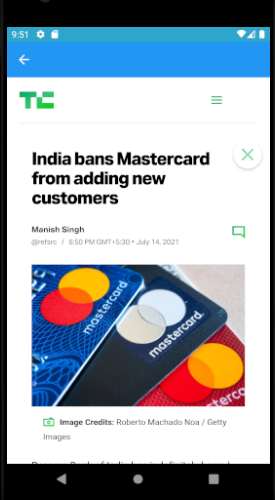 9:51
TC
India bans Mastercard
from adding new
customers
Manish Singh
@refsrc / 6:50 PM GMT+5:30 • July 14, 2021
mastercard.
mastercard.
mastercard
Image Credits: Roberto Machado Noa / Getty
Images